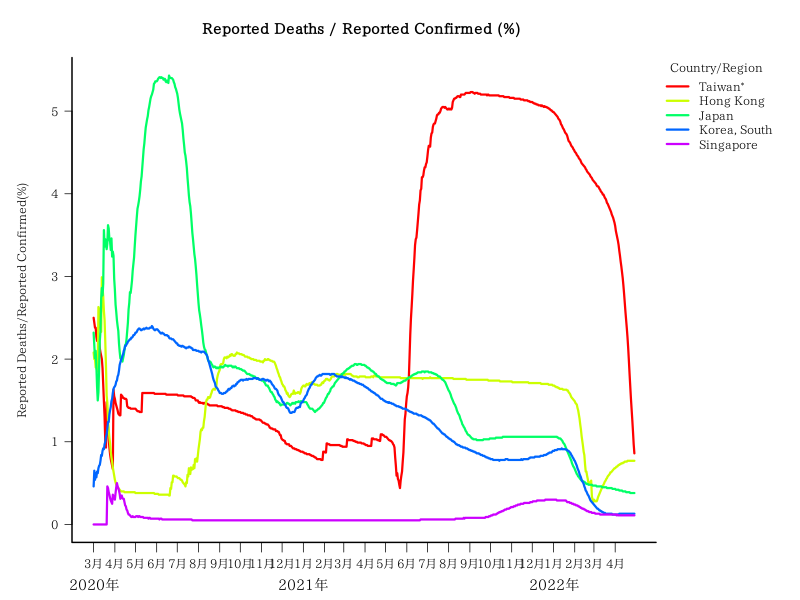 Reported Deaths / Reported Confirmed (%)
Country/Region
Taiwan*
Hong Kong
Japan
Korea, South
Singapore
Reported Deaths/Reported Confirmed(%)
5
4
3
2
1
0
3月 4月 5月 6月 7月 8月 9月 10月 11月 12月 1月 2月 3月 4月 5月 6月 7月 8月 9月 10月 11月 12月 1月 2月 3月 4月
2020年 2021年 2022年